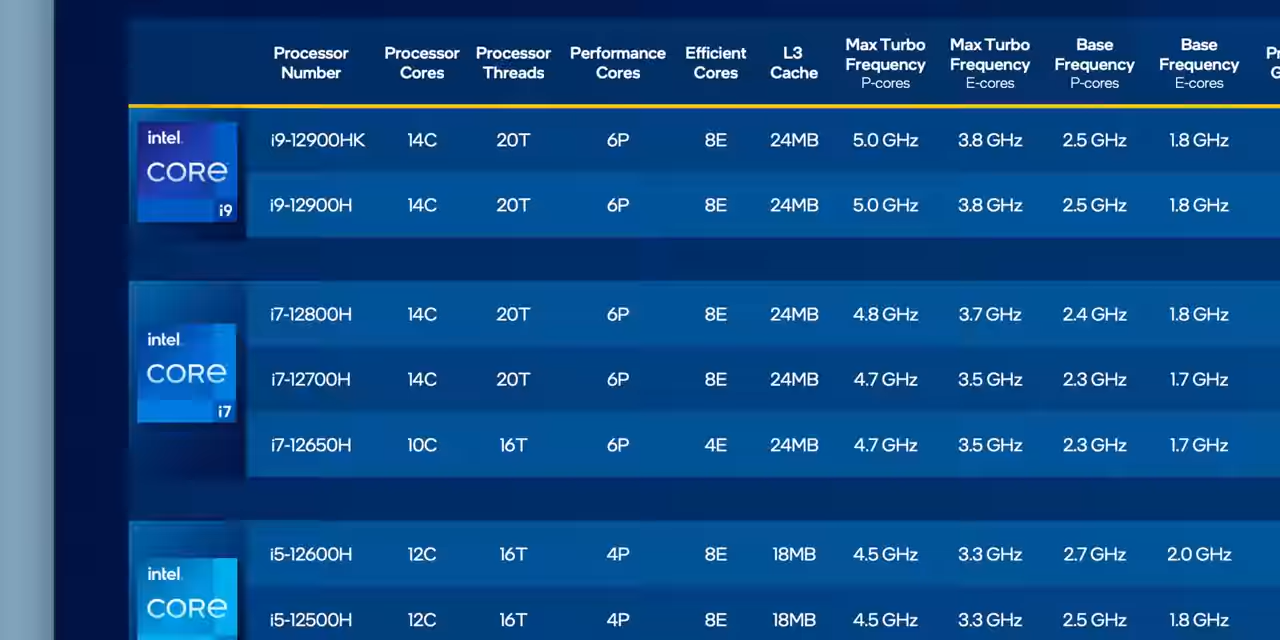 Processor Number Processor Cores Processor Threads Performance Cores Efficient Cores L3 Cache Max Turbo Frequency P-cores Max Turbo Frequency E-cores Base Frequency P-cores Base Frequency E-cores
intel CORE i9
i9-12900HK 14C 20T 6P 8E 24MB 5.0 GHz 3.8 GHz 2.5 GHz 1.8 GHz
i9-12900H 14C 20T 6P 8E 24MB 5.0 GHz 3.8 GHz 2.5 GHz 1.8 GHz
intel CORE i7
i7-12800H 14C 20T 6P 8E 24MB 4.8 GHz 3.7 GHz 2.4 GHz 1.8 GHz
i7-12700H 14C 20T 6P 8E 24MB 4.7 GHz 3.5 GHz 2.3 GHz 1.7 GHz
i7-12650H 10C 16T 6P 4E 24MB 4.7 GHz 3.5 GHz 2.3 GHz 1.7 GHz
intel CORE
i5-12600H 12C 16T 4P 8E 18MB 4.5 GHz 3.3 GHz 2.7 GHz 2.0 GHz
i5-12500H 12C 16T 4P 8E 18MB 4.5 GHz 3.3 GHz 2.5 GHz 1.8 GHz